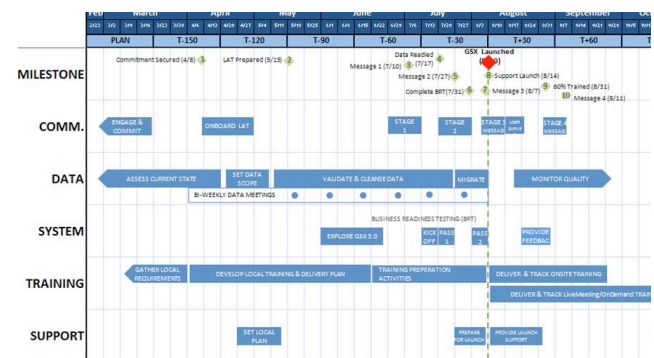 Feb March April May June July August September Oct
2/23 3/2 3/9 3/16 3/23 3/30 4/6 4/13 4/20 4/27 5/4 5/11 5/18 5/25 6/1 6/8 6/15 6/22 6/29 7/6 7/13 7/20 7/27 8/3 8/10 8/17 8/24 8/31 9/7 9/14 9/21 9/28 10/5
PLAN T-150 T-120 T-90 T-60 T-30 T+30 T+60 T
MILESTONE
Commitment Secured (4/8) 1
LAT Prepared (5/15) 2
Message 1 (7/10) 3
Data Readied (7/17) 4
Message 2 (7/27) 5
Complete BRT(7/31) 6
GSX Launched
7 Message 3 (8/7)
8 Support Launch (8/14)
9 60% Trained (8/31)
10 Message 4 (9/11)
COMM.
ENGAGE &
COMMIT
ONBOARD LAT
STAGE
1
STAGE
2
STAGE 3
MESSAG
STAGE 4
MESSAG
DATA
ASSESS CURRENT STATE
SET DATA
SCOPE
VALIDATE & CLEANSE DATA
MIGRATE
MONITOR QUALITY
BI-WEEKLY DATA MEETINGS
SYSTEM
BUSINESS READINESS TESTING (BRT)
EXPLORE GSX 3.0
KICK
OFF
PASS
1
PASS
2
PROVIDE
FEEDBAC
TRAINING
GATHER LOCAL
REQUIREMENTS
DEVELOP LOCAL TRAINING & DELIVERY PLAN
TRAINING PREPERATION
ACTIVITIES
DELIVER & TRACK ONSITE TRAINING
DELIVER & TRACK LiveMeeting/OnDemand TRAI
SUPPORT
SET LOCAL
PLAN
PREPARE
FOR LAUNCH
PROVIDE LAUNCH
SUPPORT